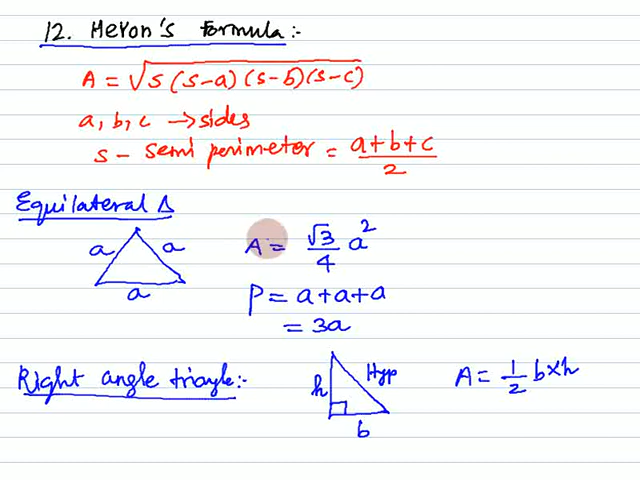 12. Heron's formula:-
A = √s(s-a)(s-b)(s-c)
a, b, c → sides
s - semi perimeter = a+b+c/2
Equilateral Δ
a a
a
A = √3/4 a²
P = a+a+a
= 3a
Right angle triangle:-
h Hyp
b
A = 1/2 b×h